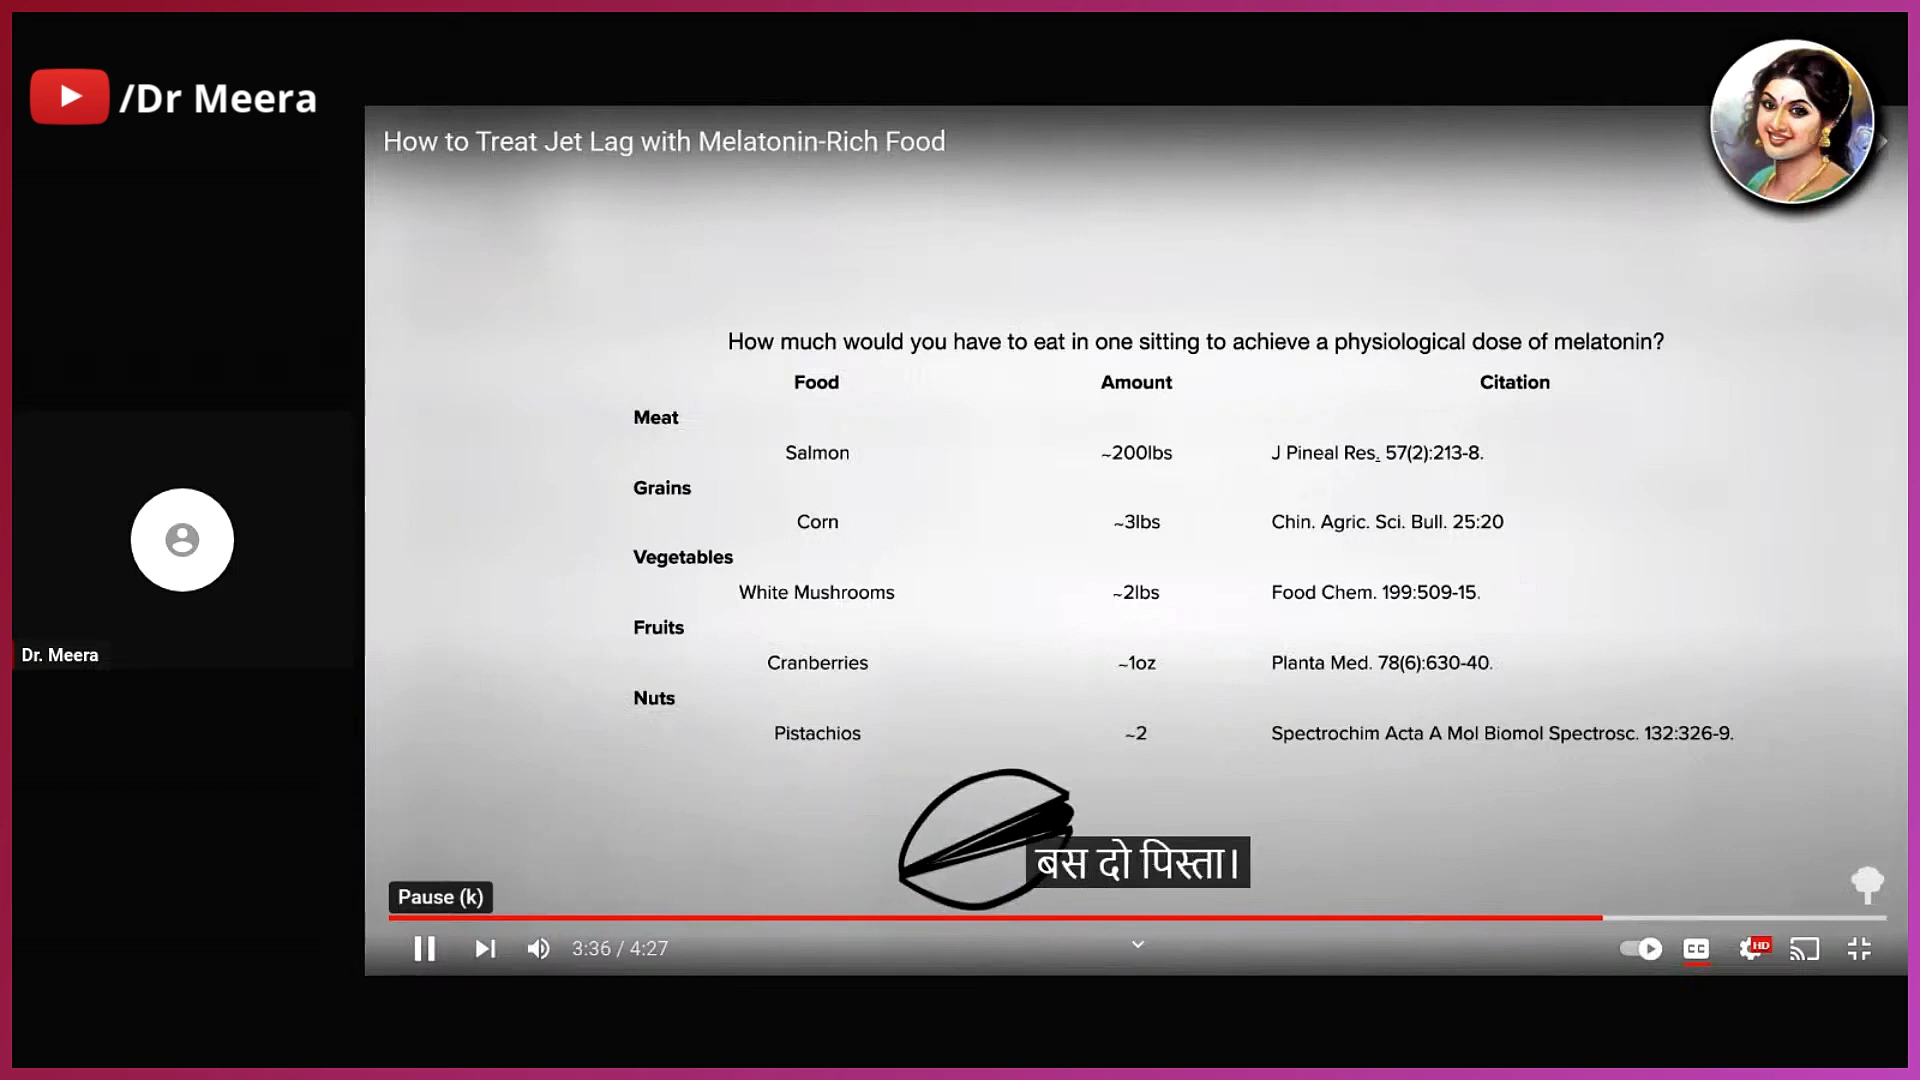 /Dr Meera
How to Treat Jet Lag with Melatonin-Rich Food
How much would you have to eat in one sitting to achieve a physiological dose of melatonin?
Food Amount Citation
Meat
Salmon ~200lbs J Pineal Res. 57(2):213-8.
Grains
Corn ~3lbs Chin. Agric. Sci. Bull. 25:20
Vegetables
White Mushrooms ~2lbs Food Chem. 199:509-15.
Fruits
Cranberries ~1oz Planta Med. 78(6):630-40.
Nuts
Pistachios ~2 Spectrochim Acta A Mol Biomol Spectrosc. 132:326-9.
बस दो पिस्ता।
Dr. Meera
Pause (k)
3:36 / 4:27
CC
HD